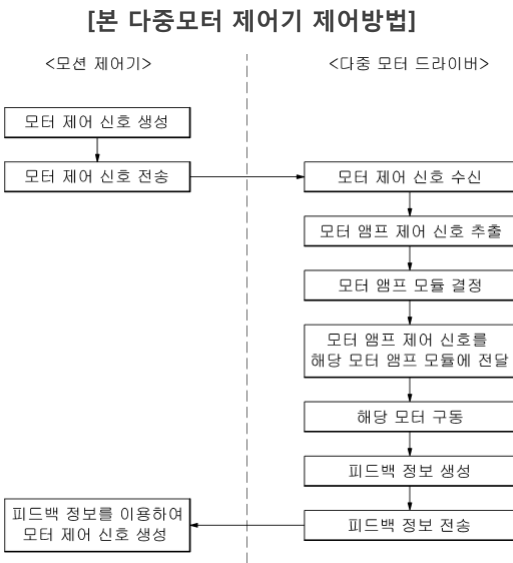 [본 다중모터 제어기 제어방법]
<모션 제어기>
<다중 모터 드라이버>
모터 제어 신호 생성
모터 제어 신호 전송
모터 제어 신호 수신
모터 앰프 제어 신호 추출
모터 앰프 모듈 결정
모터 앰프 제어 신호를
해당 모터 앰프 모듈에 전달
해당 모터 구동
피드백 정보 생성
피드백 정보 전송
피드백 정보를 이용하여
모터 제어 신호 생성